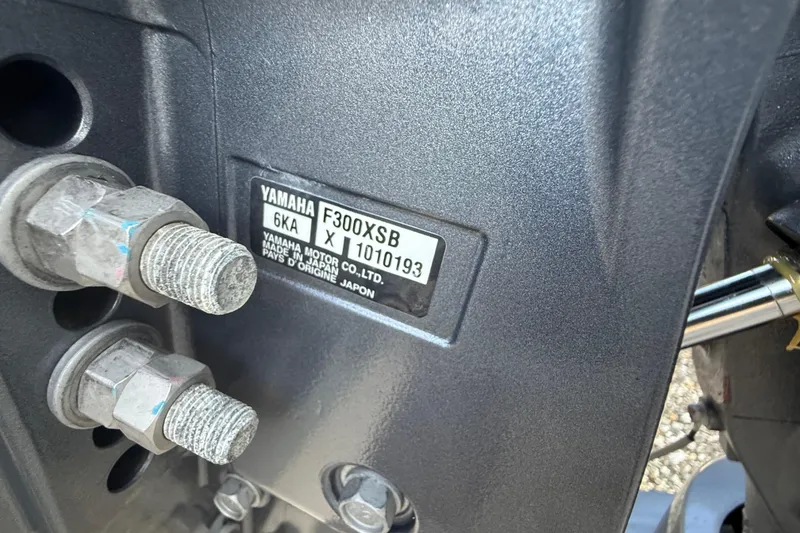 YAMAHA F300XSB
6KA X 1010193
YAMAHA MOTOR CO.,LTD.
MADE IN JAPAN
PAYS D'ORIGINE JAPON